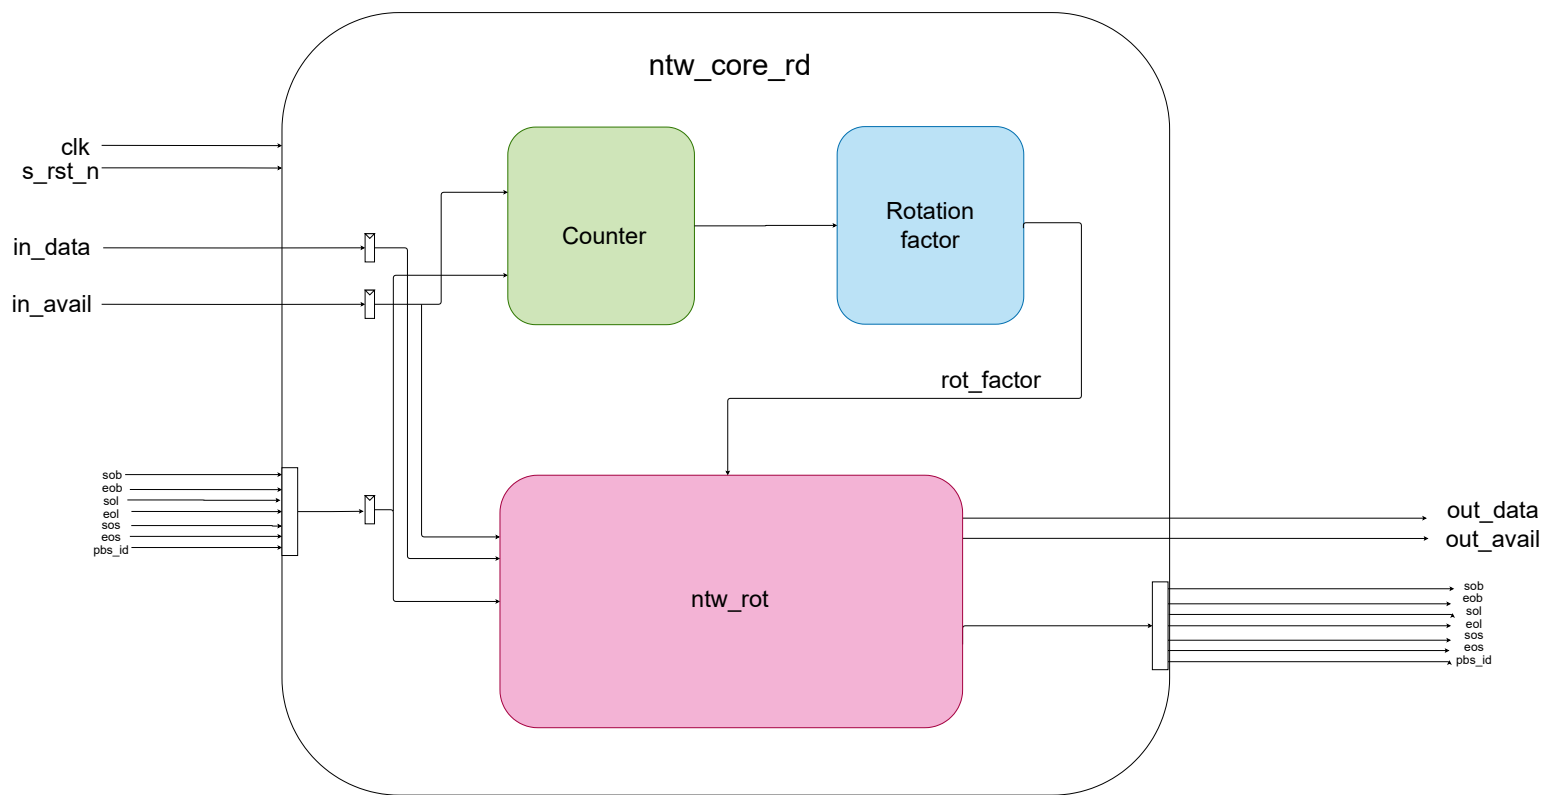 ntw_core_rd
clk
s_rst_n
in_data
in_avail
Counter
Rotation
factor
rot_factor
sob
eob
sol
eol
sos
eos
pbs_id
ntw_rot
out_data
out_avail
sob
eob
sol
eol
sos
eos
pbs_id